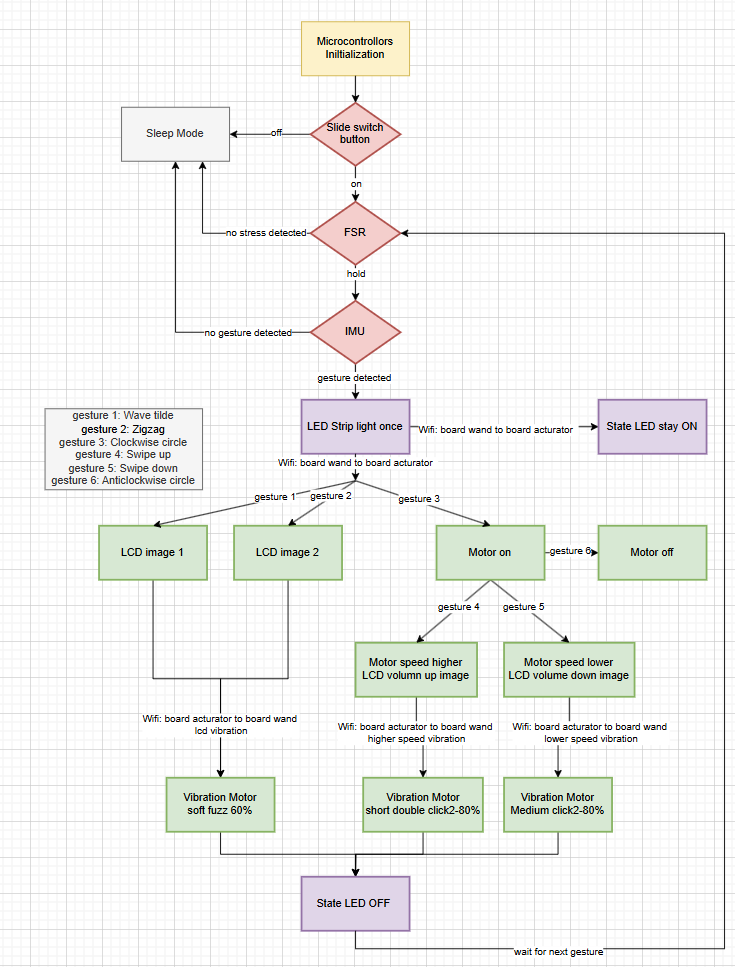 Microcontrollors
Iniltialization
Slide switch
button
off
Sleep Mode
on
FSR
no stress detected
hold
IMU
no gesture detected
gesture detected
LED Strip light once
Wifi: board wand to board acturator
State LED stay ON
gesture 1: Wave tilde
gesture 2: Zigzag
gesture 3: Clockwise circle
gesture 4: Swipe up
gesture 5: Swipe down
gesture 6: Anticlockwise circle
Wifi: board wand to board acturator
gesture 1
gesture 2
gesture 3
LCD image 1
LCD image 2
Motor on
gesture 6
Motor off
gesture 4
gesture 5
Motor speed higher
LCD volumn up image
Motor speed lower
LCD volume down image
Wifi: board acturator to board wand
lcd vibration
Wifi: board acturator to board wand
higher speed vibration
Wifi: board acturator to board wand
lower speed vibration
Vibration Motor
soft fuzz 60%
Vibration Motor
short double click2-80%
Vibration Motor
Medium click2-80%
State LED OFF
wait for next gesture